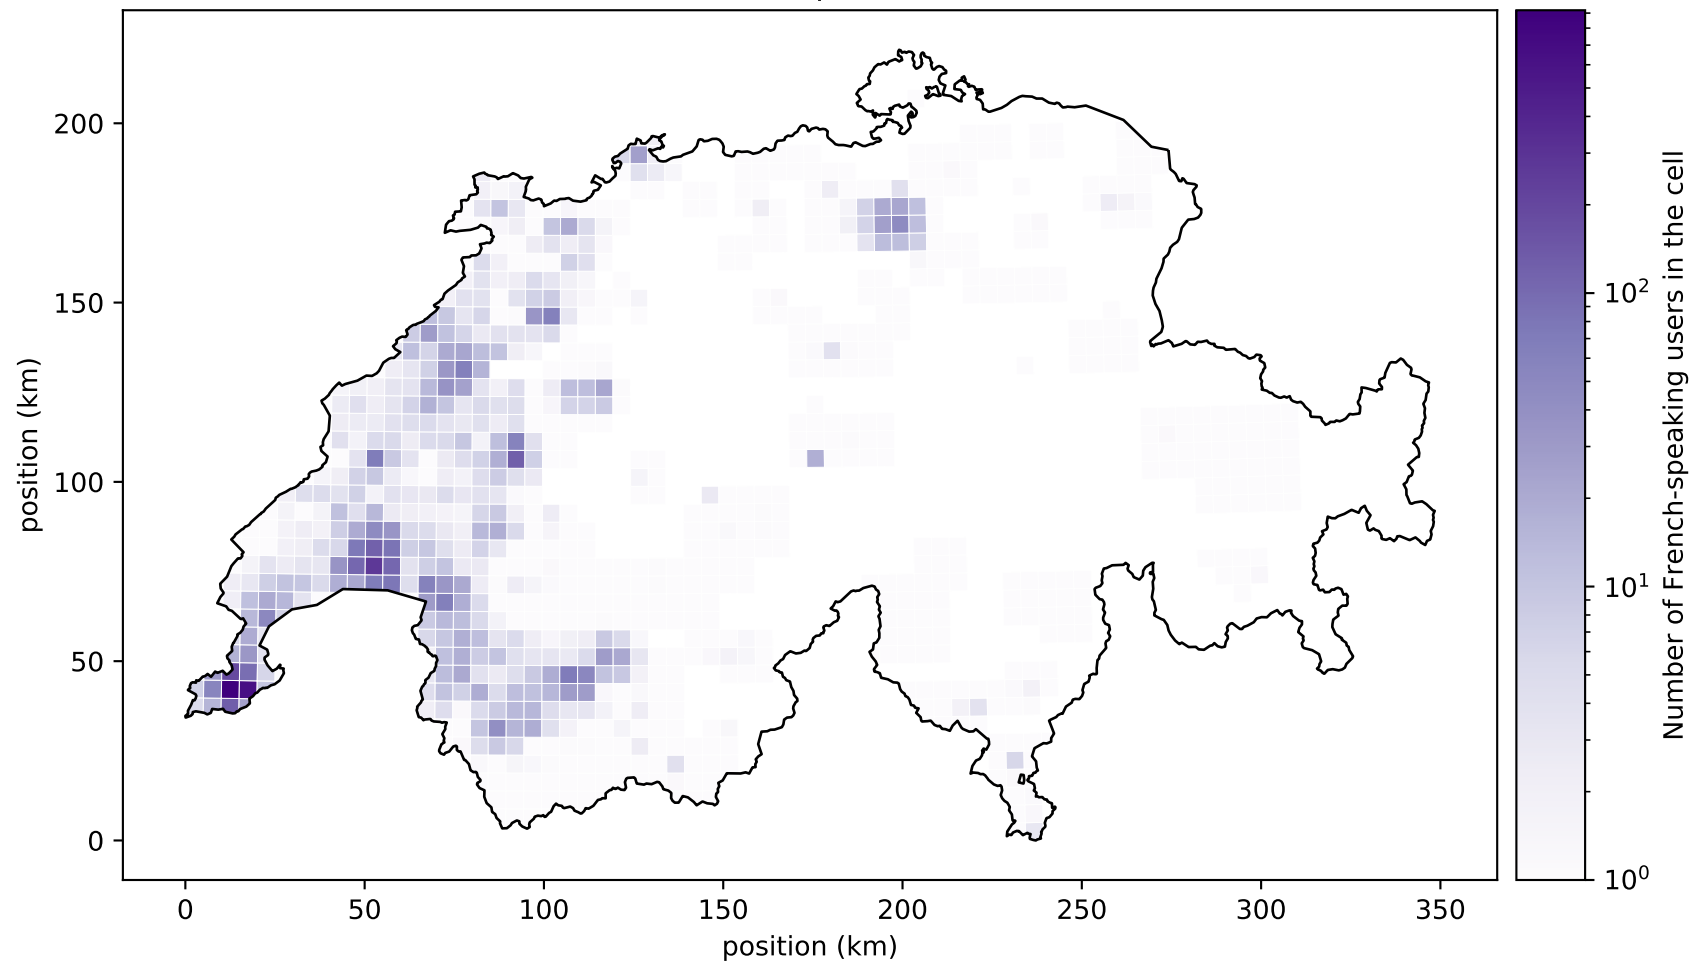 200
150
100
50
0
position (km)
0 50 100 150 200 250 300 350
position (km)
10²
10¹
10⁰
Number of French-speaking users in the cell